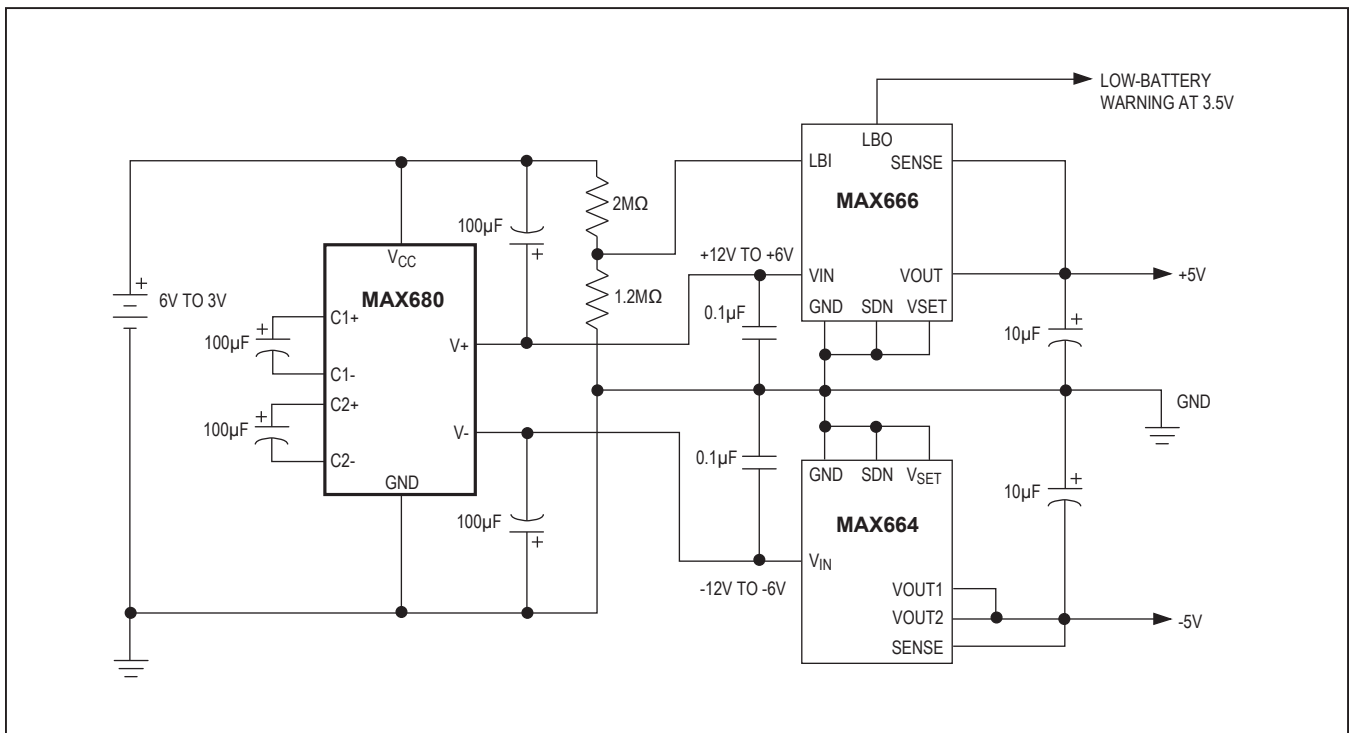 LOW-BATTERY
WARNING AT 3.5V
LBO
LBI
SENSE
MAX666
2MΩ
100µF
+
VCC
+12V TO +6V
VIN
VOUT
+5V
+
6V TO 3V
MAX680
1.2MΩ
C1+
0.1µF
GND SDN VSET
10µF
+
+
100µF
V+
C1-
C2+
GND
+
100µF
V-
0.1µF
C2-
GND SDN VSET
+
10µF
GND
100µF
+
MAX664
VIN
-12V TO -6V
VOUT1
VOUT2
-5V
SENSE